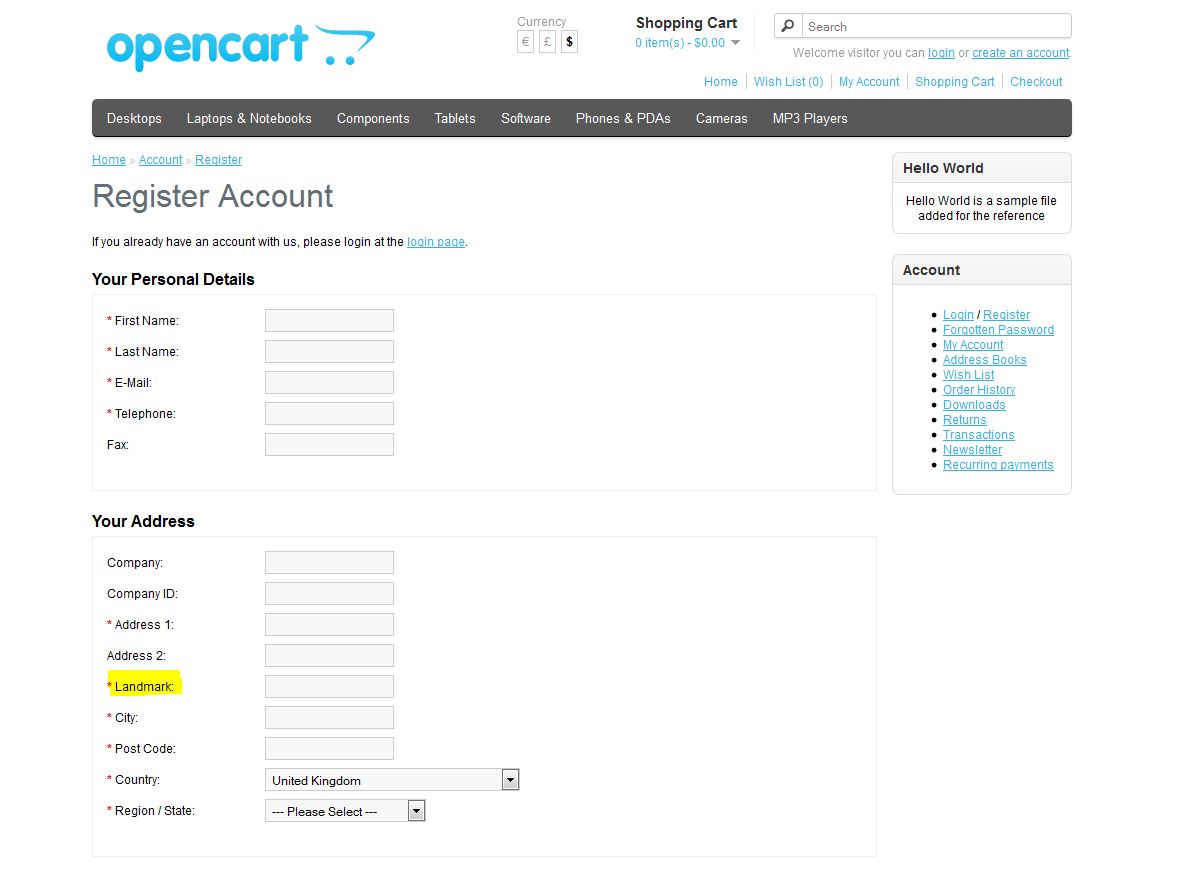 opencart
Currency
€ £ $
Shopping Cart
0 item(s) - $0.00
Search
Welcome visitor you can login or create an account.
Home Wish List (0) My Account Shopping Cart Checkout
Desktops Laptops & Notebooks Components Tablets Software Phones & PDAs Cameras MP3 Players
Home » Account » Register
Register Account
If you already have an account with us, please login at the login page.
Your Personal Details
* First Name:
* Last Name:
* E-Mail:
* Telephone:
Fax:
Your Address
Company:
Company ID:
* Address 1:
Address 2:
* Landmark:
* City:
* Post Code:
* Country: United Kingdom
* Region / State: --- Please Select ---
Hello World
Hello World is a sample file
added for the reference
Account
Login / Register
Forgotten Password
My Account
Address Books
Wish List
Order History
Downloads
Returns
Transactions
Newsletter
Recurring payments